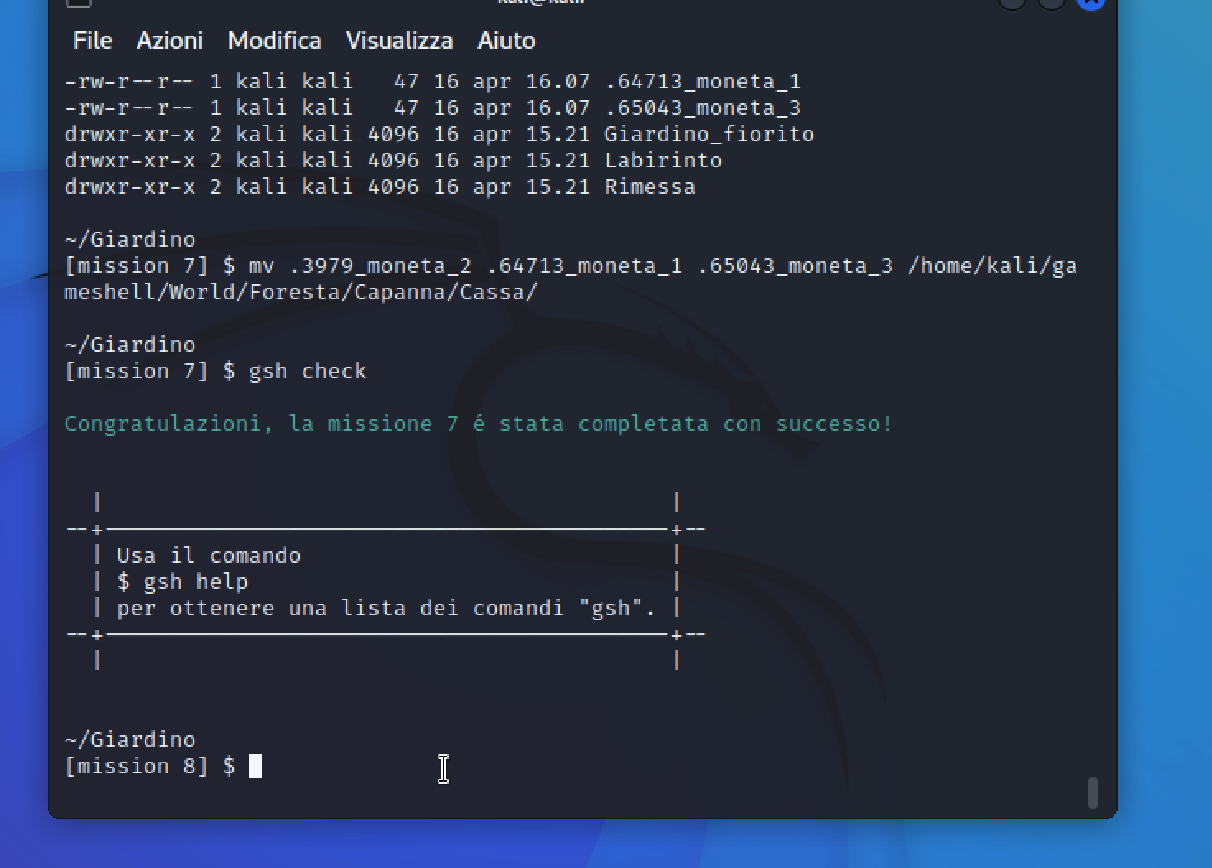 File Azioni Modifica Visualizza Aiuto
-rw-r--r-- 1 kali kali 47 16 apr 16.07 .64713_moneta_1
-rw-r--r-- 1 kali kali 47 16 apr 16.07 .65043_moneta_3
drwxr-xr-x 2 kali kali 4096 16 apr 15.21 Giardino_fiorito
drwxr-xr-x 2 kali kali 4096 16 apr 15.21 Labirinto
drwxr-xr-x 2 kali kali 4096 16 apr 15.21 Rimessa
~/Giardino
[mission 7] $ mv .3979_moneta_2 .64713_moneta_1 .65043_moneta_3 /home/kali/ga
meshell/World/Foresta/Capanna/Cassa/
~/Giardino
[mission 7] $ gsh check
Congratulazioni, la missione 7 é stata completata con successo!
Usa il comando
$ gsh help
per ottenere una lista dei comandi "gsh".
~/Giardino
[mission 8] $